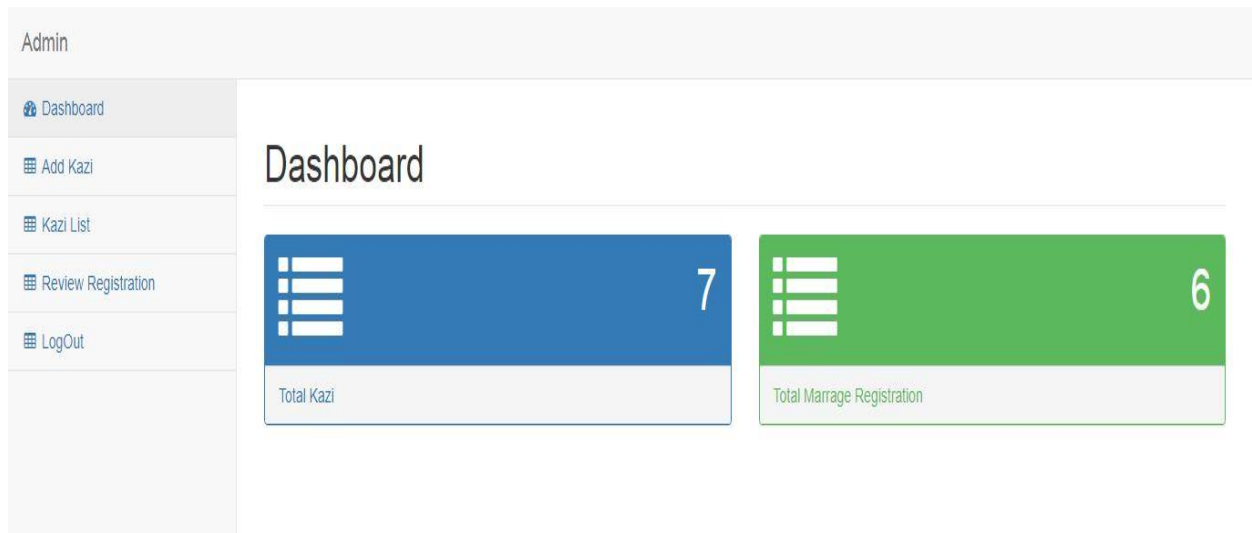 Admin
Dashboard
Add Kazi
Kazi List
Review Registration
LogOut
Dashboard
7
Total Kazi
6
Total Marrage Registration